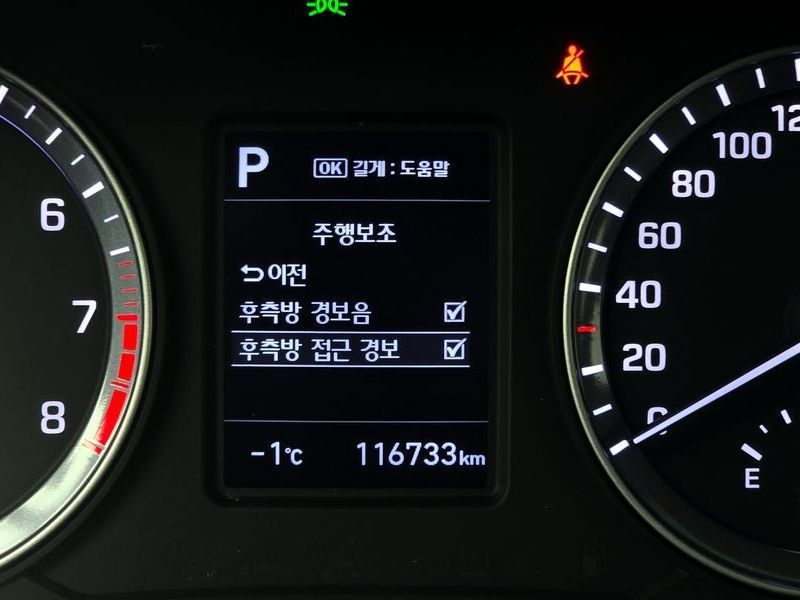 P OK 길게 : 도움말
주행보조
이전
후측방 경보음
후측방 접근 경보
-1℃ 116733km
6
7
8
0
20
40
60
80
100
E